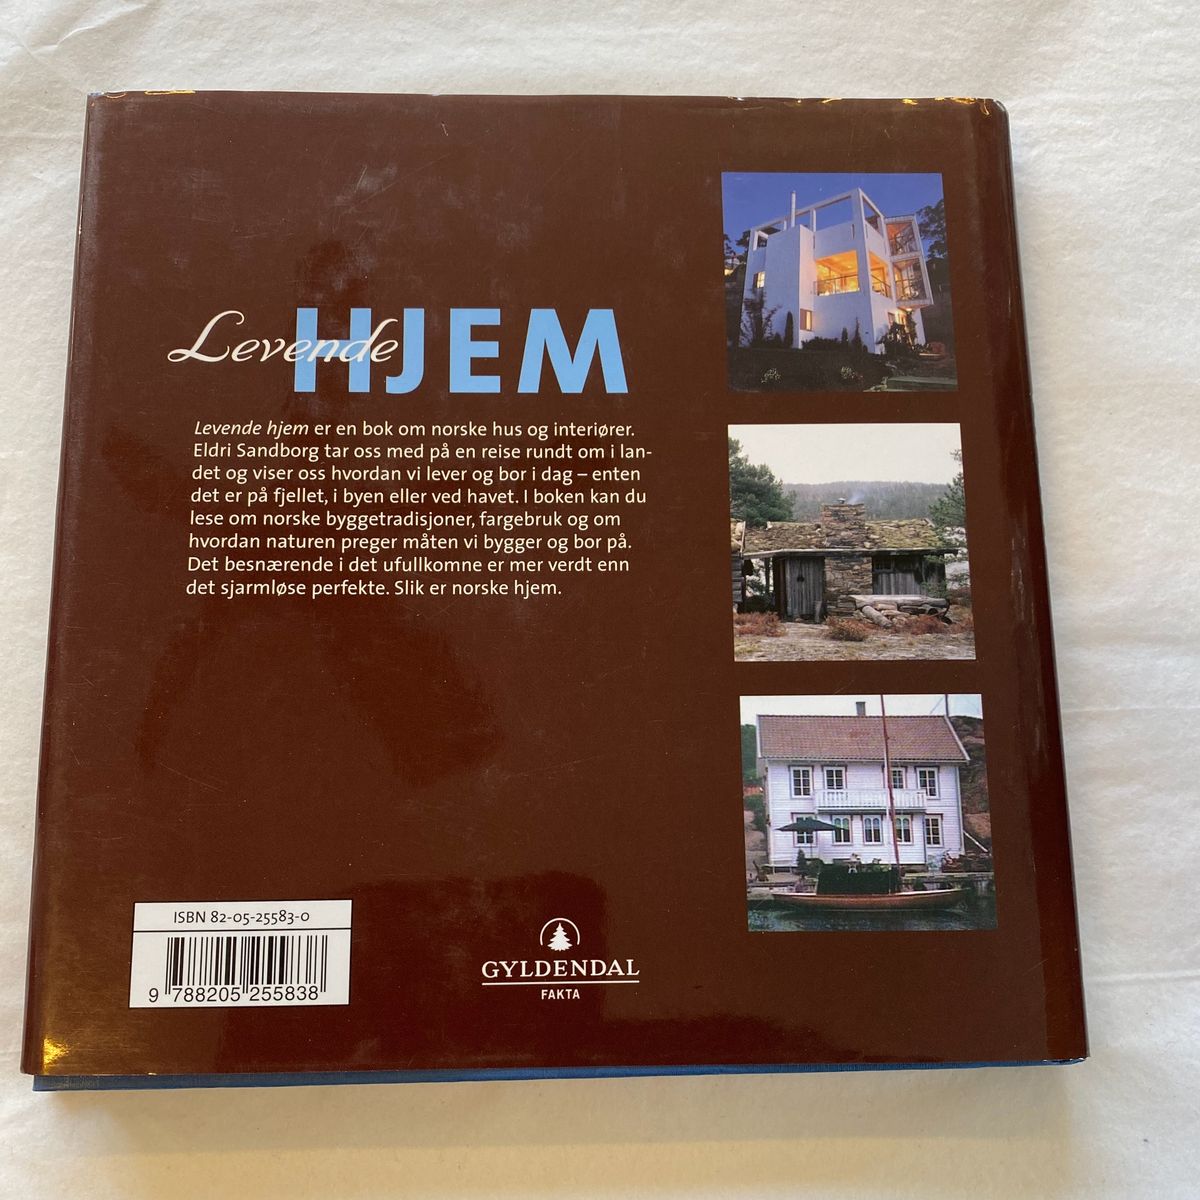 Levende HJEM
Levende hjem er en bok om norske hus og interiører.
Eldri Sandborg tar oss med på en reise rundt om i lan-
det og viser oss hvordan vi lever og bor i dag – enten
det er på fjellet, i byen eller ved havet. I boken kan du
lese om norske byggetradisjoner, fargebruk og om
hvordan naturen preger måten vi bygger og bor på.
Det besnærende i det ufullkomne er mer verdt enn
det sjarmløse perfekte. Slik er norske hjem.
ISBN 82-05-25583-0
9 788205 255838
GYLDENDAL
FAKTA